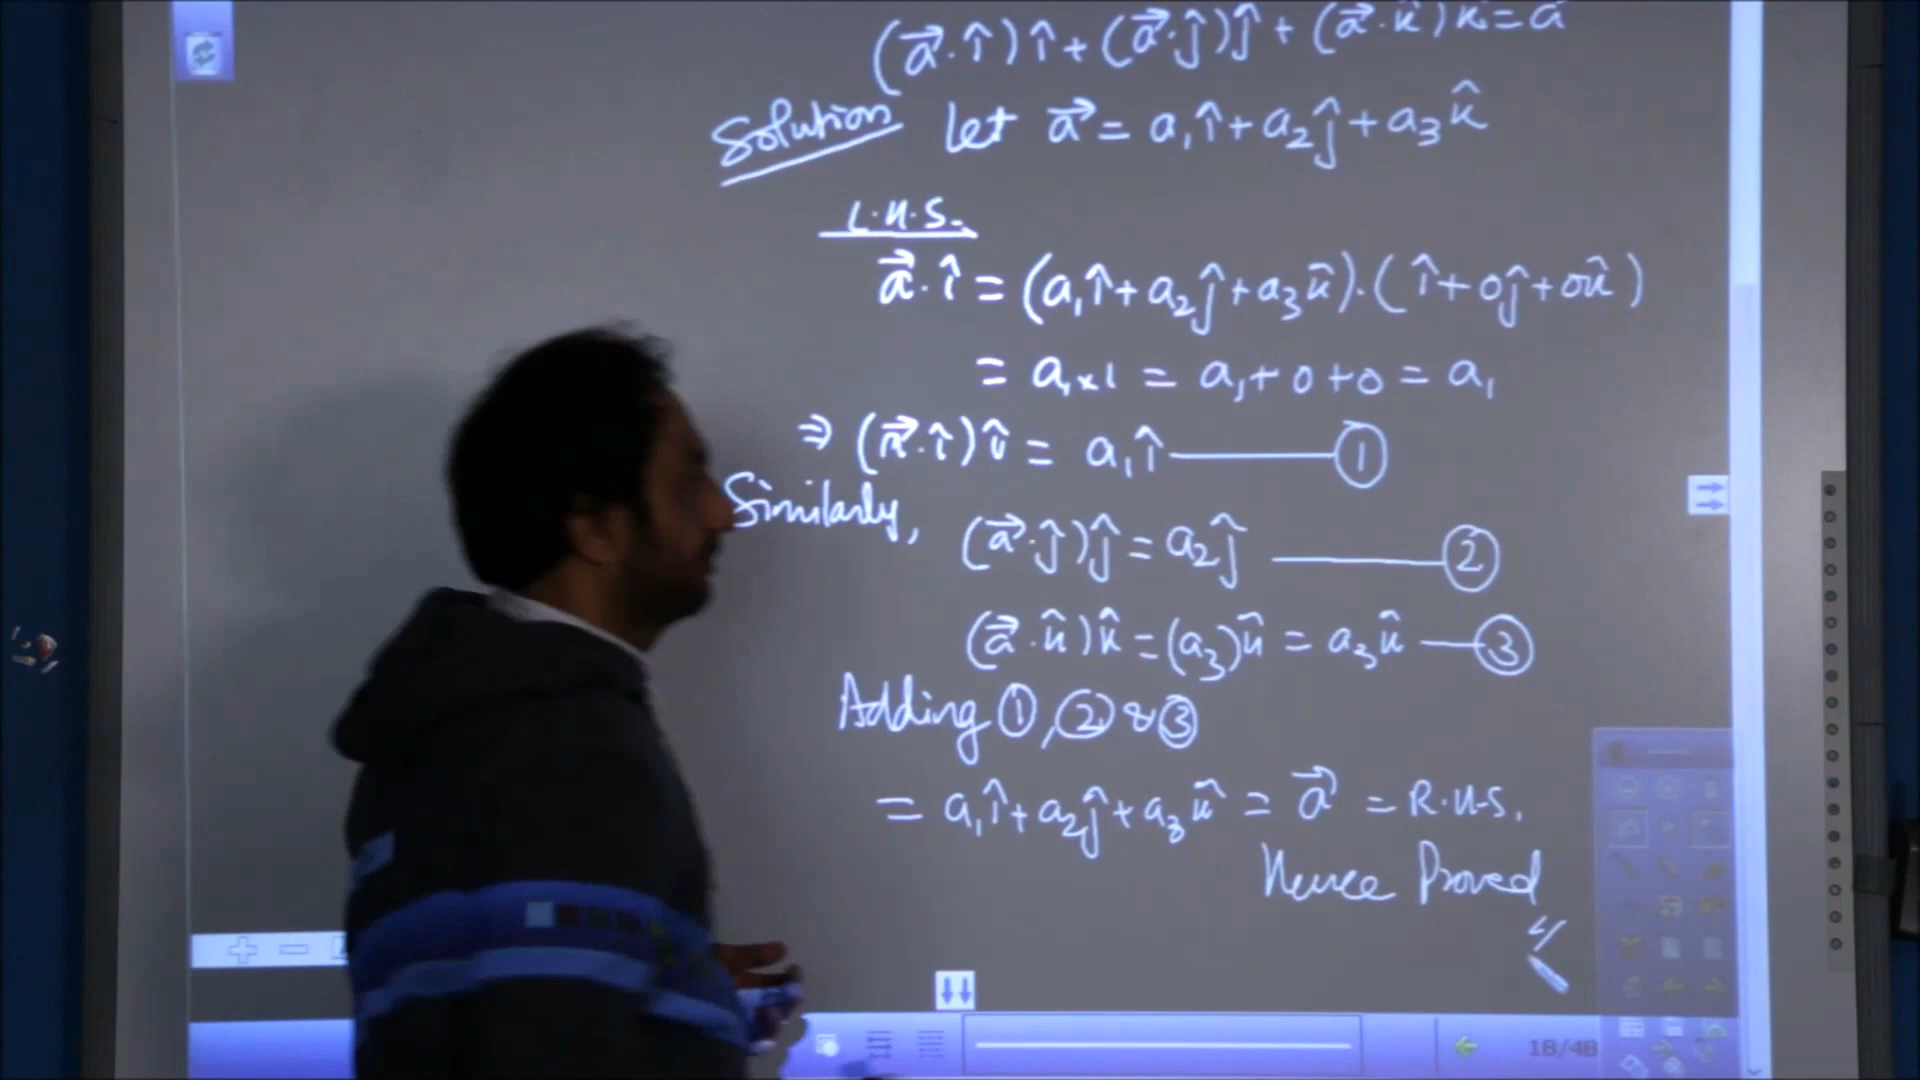 (a⃗·î)î + (a⃗·ĵ)ĵ + (a⃗·k̂)k̂ = a⃗
Solution Let a⃗ = a₁î + a₂ĵ + a₃k̂
L.H.S.
a⃗·î = (a₁î + a₂ĵ + a₃k̂)·(î + 0ĵ + 0k̂)
= a₁×1 = a₁ + 0 + 0 = a₁
⇒ (a⃗·î)î = a₁î —— ①
Similarly, (a⃗·ĵ)ĵ = a₂ĵ —— ②
(a⃗·k̂)k̂ = (a₃)k̂ = a₃k̂ — ③
Adding ①, ② & ③
= a₁î + a₂ĵ + a₃k̂ = a⃗ = R.H.S.
Hence Proved
18/48